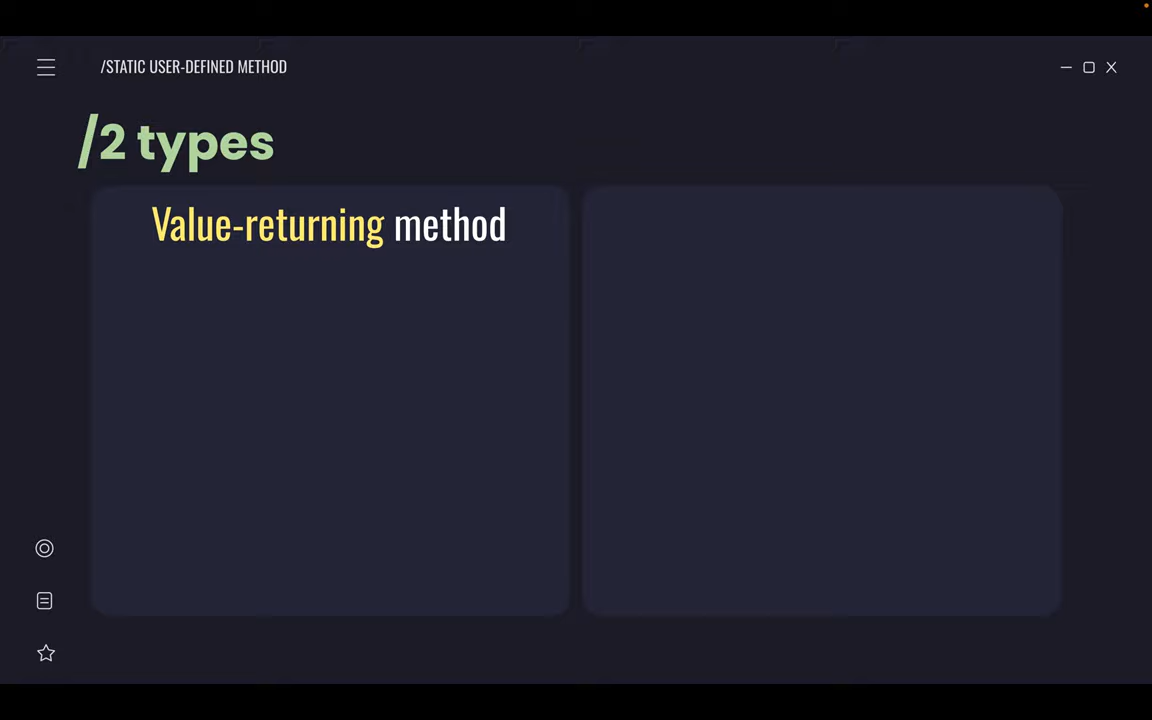 /STATIC USER-DEFINED METHOD
/2 types
Value-returning method